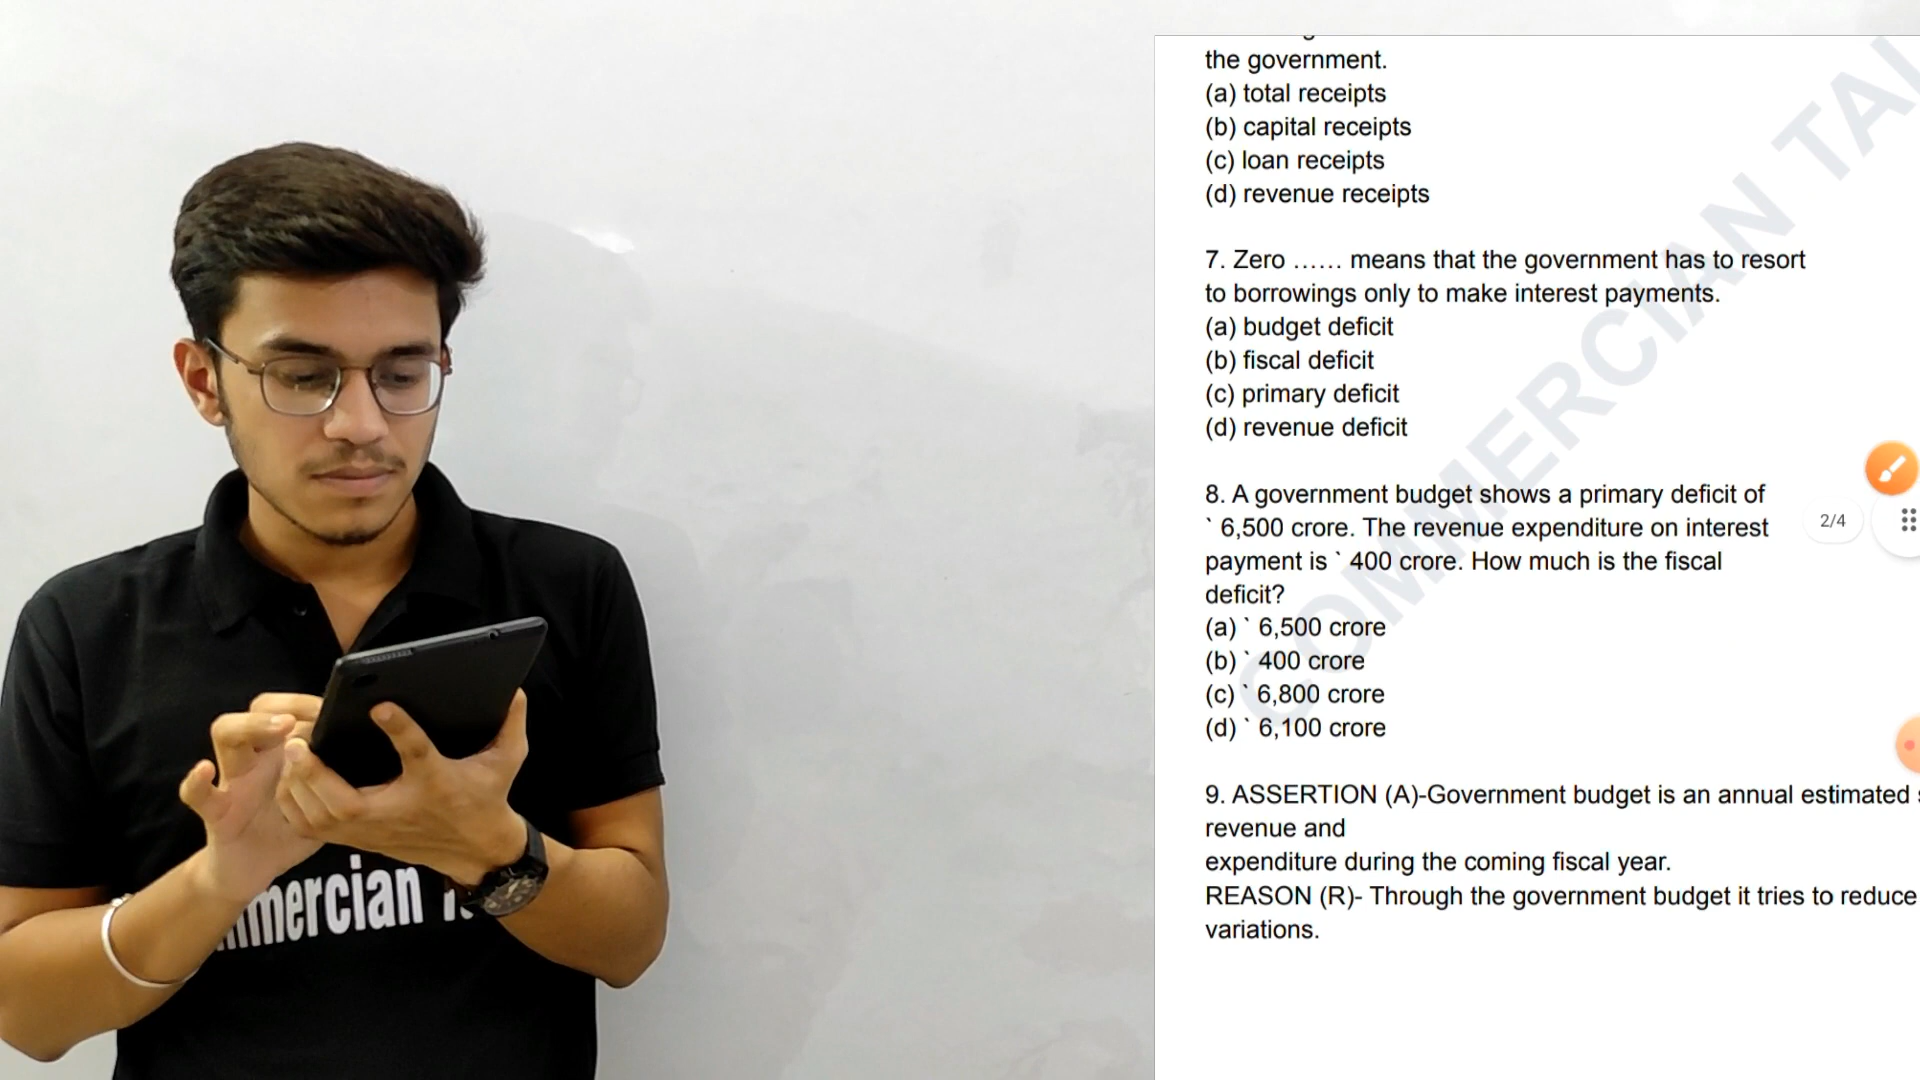 the government.
(a) total receipts
(b) capital receipts
(c) loan receipts
(d) revenue receipts
7. Zero …… means that the government has to resort
to borrowings only to make interest payments.
(a) budget deficit
(b) fiscal deficit
(c) primary deficit
(d) revenue deficit
8. A government budget shows a primary deficit of
` 6,500 crore. The revenue expenditure on interest
payment is ` 400 crore. How much is the fiscal
deficit?
(a) ` 6,500 crore
(b) ` 400 crore
(c) ` 6,800 crore
(d) ` 6,100 crore
9. ASSERTION (A)-Government budget is an annual estimated
revenue and
expenditure during the coming fiscal year.
REASON (R)- Through the government budget it tries to reduce
variations.
2/4
COMMERCIAN TAL
mmercian